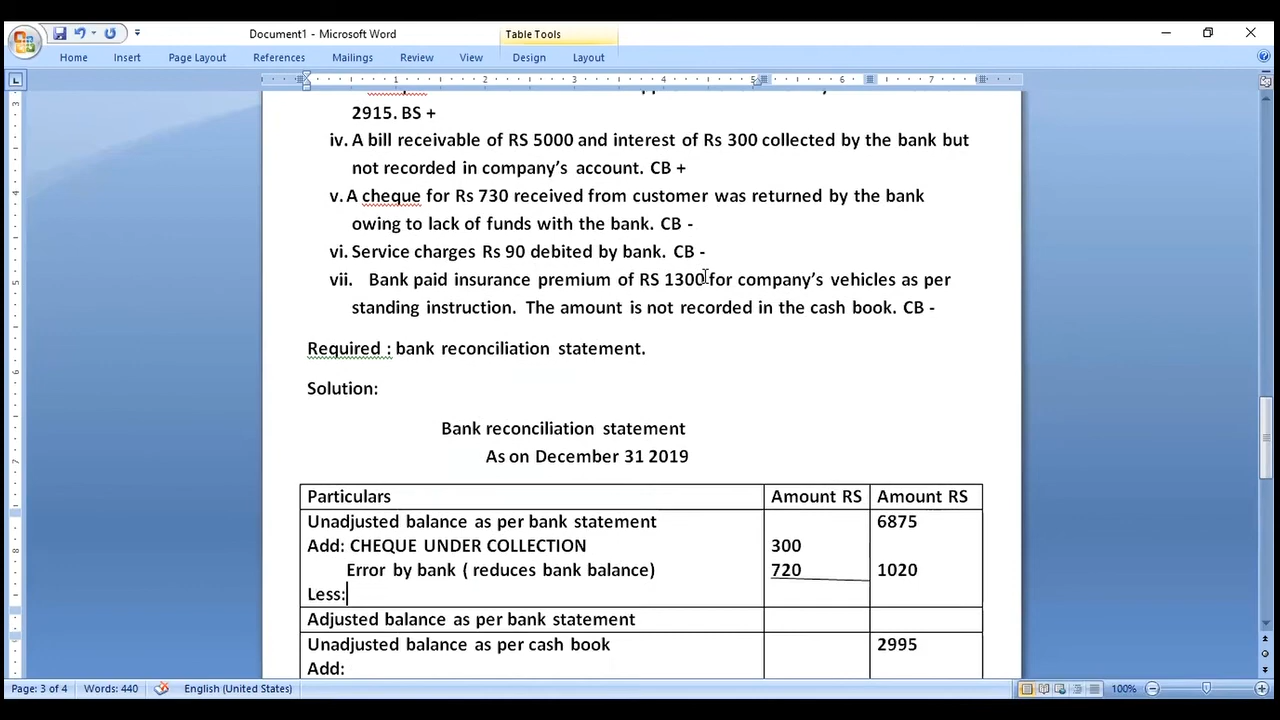 Document1 - Microsoft Word
Table Tools
Home Insert Page Layout References Mailings Review View Design Layout
2915. BS +
iv. A bill receivable of RS 5000 and interest of Rs 300 collected by the bank but
not recorded in company's account. CB +
v. A cheque for Rs 730 received from customer was returned by the bank
owing to lack of funds with the bank. CB -
vi. Service charges Rs 90 debited by bank. CB -
vii. Bank paid insurance premium of RS 1300 for company's vehicles as per
standing instruction. The amount is not recorded in the cash book. CB -
Required : bank reconciliation statement.
Solution:
Bank reconciliation statement
As on December 31 2019
Particulars Amount RS Amount RS
Unadjusted balance as per bank statement 6875
Add: CHEQUE UNDER COLLECTION 300
Error by bank ( reduces bank balance) 720 1020
Less:
Adjusted balance as per bank statement
Unadjusted balance as per cash book 2995
Add:
Page: 3 of 4 Words: 440 English (United States) 100%